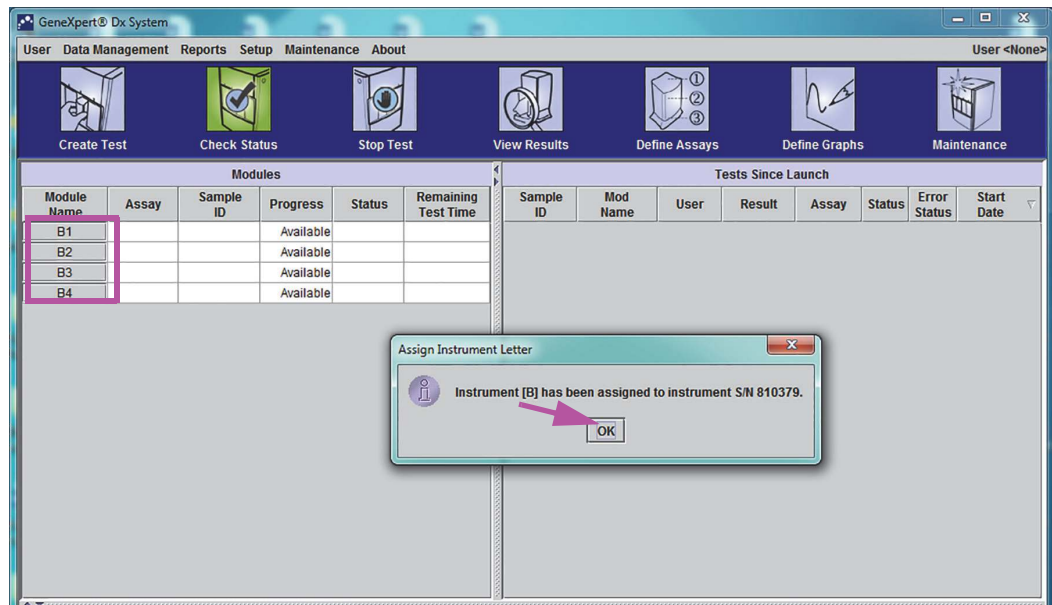 GeneXpert® Dx System
User Data Management Reports Setup Maintenance About User <None>
Create Test Check Status Stop Test View Results Define Assays Define Graphs Maintenance
Modules Tests Since Launch
Module Name Assay Sample ID Progress Status Remaining Test Time Sample ID Mod Name User Result Assay Status Error Status Start Date
B1 Available
B2 Available
B3 Available
B4 Available
Assign Instrument Letter
Instrument [B] has been assigned to instrument S/N 810379.
OK